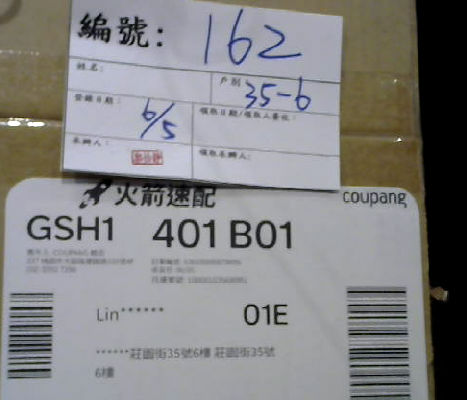 編號: 162
姓名:
戶別 35-6
登錄日期: 6/5
領取日期/領取人簽收:
承辦人:
領取承辦人:
火箭速配
coupang
GSH1 401 B01
Lin******
01E
******莊園街35號6樓 莊園街35號
6樓